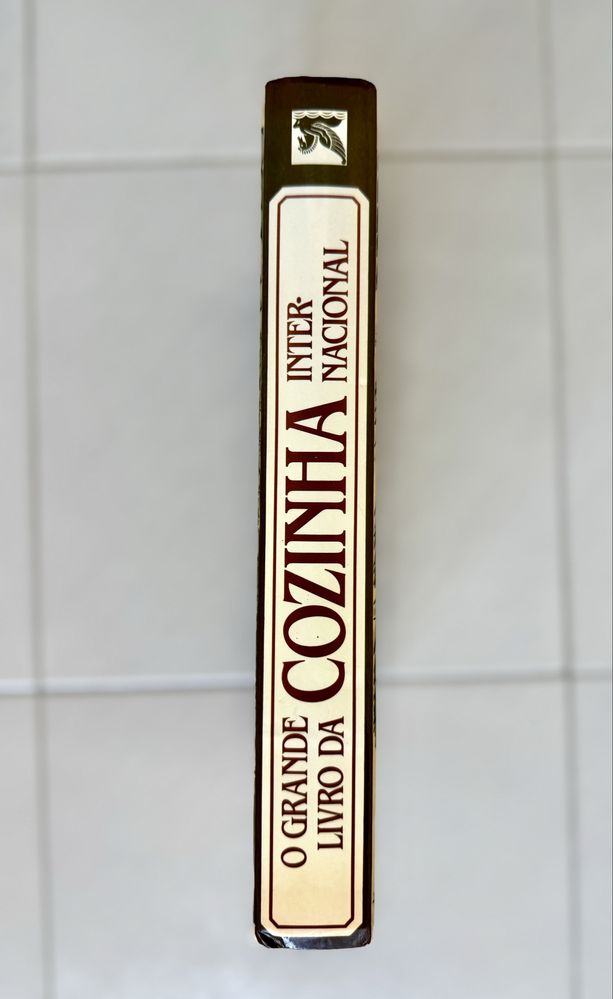 O GRANDE
LIVRO DA
COZINHA
INTER-
NACIONAL